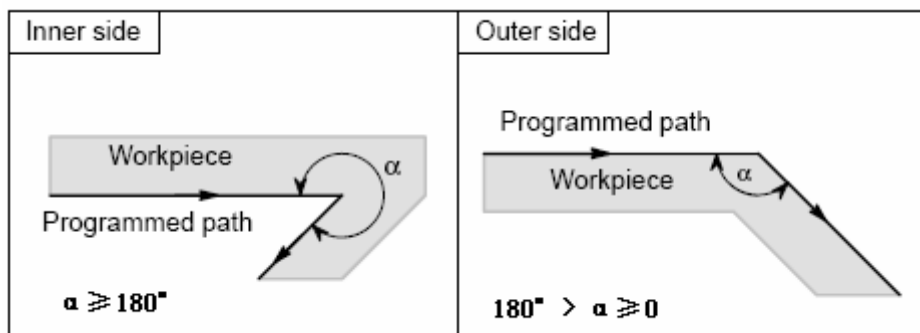 Inner side
Workpiece
α
Programmed path
α ≥ 180°
Outer side
Programmed path
Workpiece
α
180° > α ≥ 0